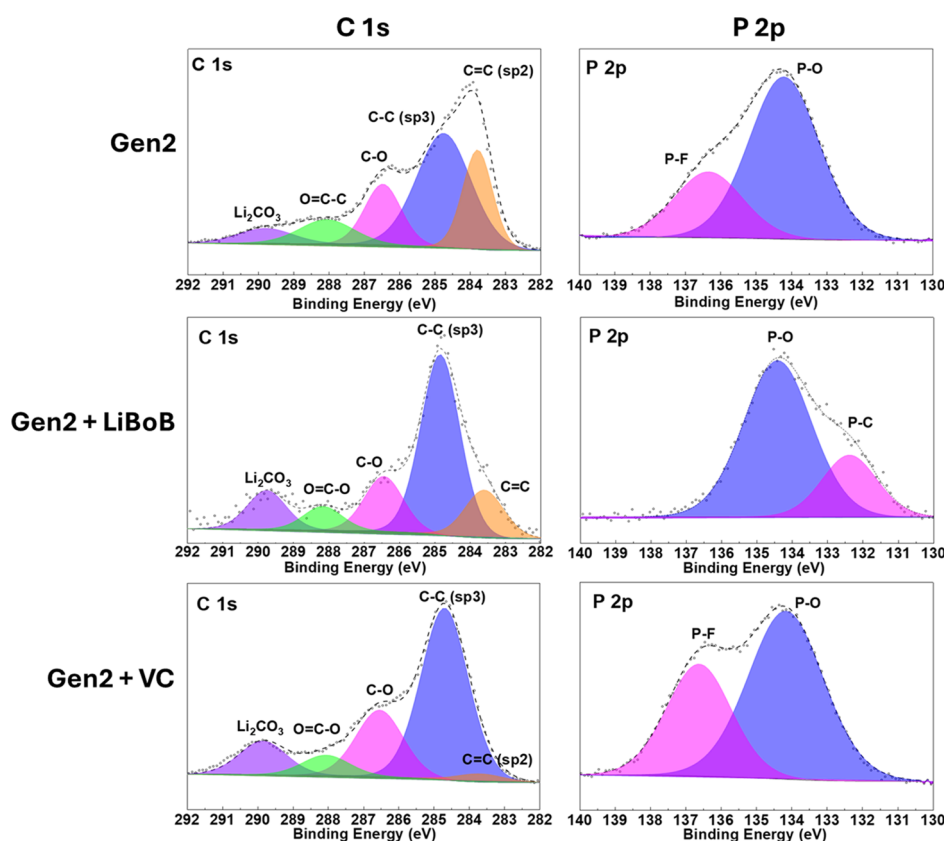 C 1s
P 2p
Gen2
C 1s
C=C (sp2)
C-C (sp3)
C-O
O=C-C
Li₂CO₃
292 291 290 289 288 287 286 285 284 283 282
Binding Energy (eV)
P 2p
P-O
P-F
140 139 138 137 136 135 134 133 132 131 130
Binding Energy (eV)
Gen2 + LiBoB
C 1s
C-C (sp3)
C-O
Li₂CO₃
O=C-O
C=C
292 291 290 289 288 287 286 285 284 283 282
Binding Energy (eV)
P 2p
P-O
P-C
140 139 138 137 136 135 134 133 132 131 130
Binding Energy (eV)
Gen2 + VC
C 1s
C-C (sp3)
C-O
Li₂CO₃
O=C-O
C=C (sp2)
292 291 290 289 288 287 286 285 284 283 282
Binding Energy (eV)
P 2p
P-O
P-F
140 139 138 137 136 135 134 133 132 131 130
Binding Energy (eV)